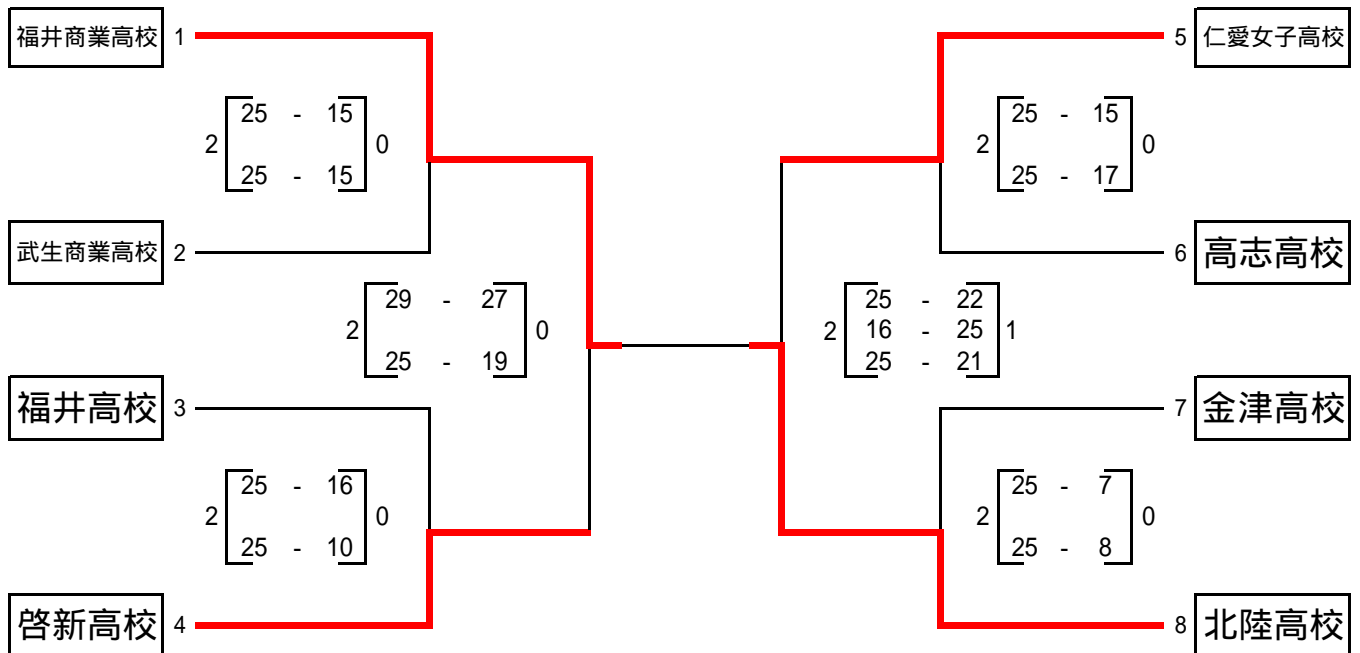 福井商業高校 1
25 - 15
2 0
25 - 15
武生商業高校 2
29 - 27
2 0
25 - 19
福井高校 3
25 - 16
2 0
25 - 10
啓新高校 4
5 仁愛女子高校
25 - 15
2 0
25 - 17
6 高志高校
25 - 22
2 16 - 25 1
25 - 21
7 金津高校
25 - 7
2 0
25 - 8
8 北陸高校